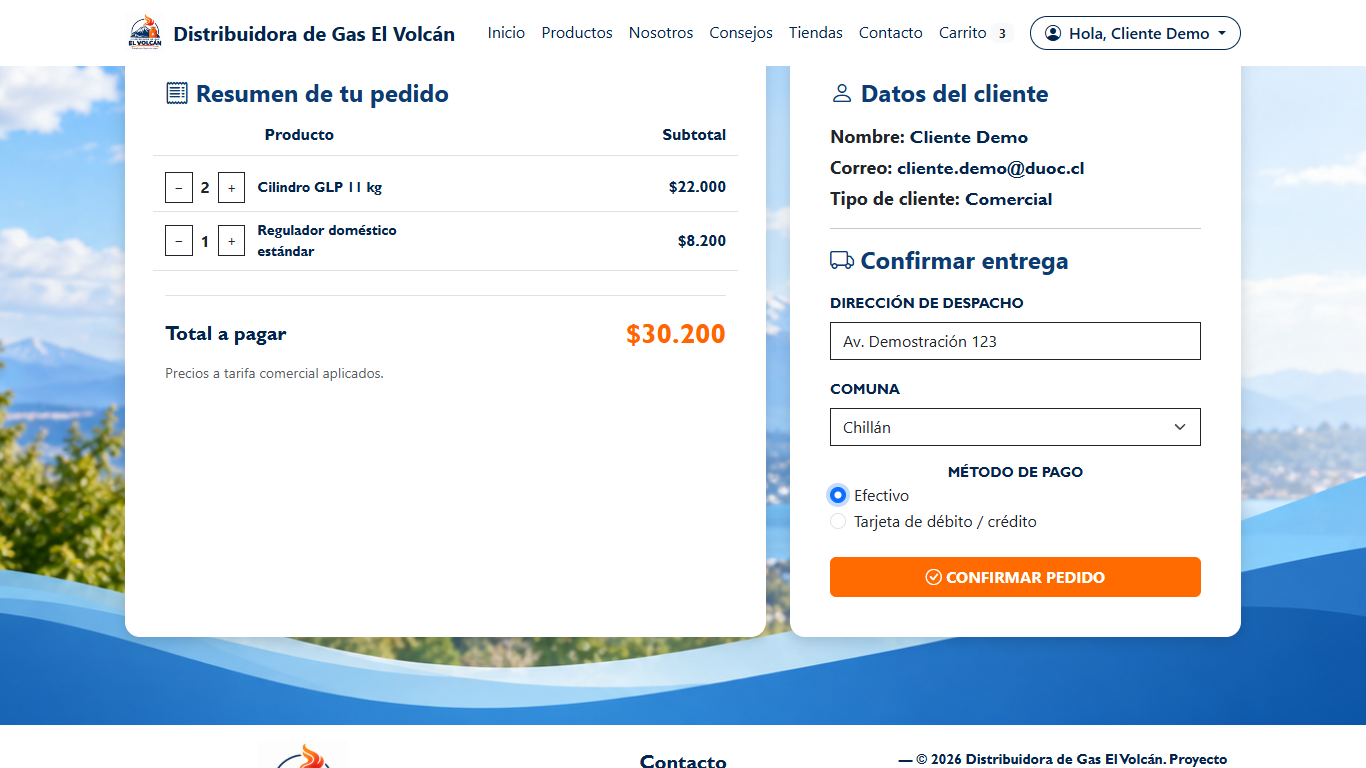 EL VOLCÁN
Distribuidora de Gas El Volcán
Inicio Productos Nosotros Consejos Tiendas Contacto Carrito 3
Hola, Cliente Demo
Resumen de tu pedido
Producto Subtotal
− 2 + Cilindro GLP 11 kg $22.000
− 1 + Regulador doméstico
estándar $8.200
Total a pagar $30.200
Precios a tarifa comercial aplicados.
Datos del cliente
Nombre: Cliente Demo
Correo: cliente.demo@duoc.cl
Tipo de cliente: Comercial
Confirmar entrega
DIRECCIÓN DE DESPACHO
Av. Demostración 123
COMUNA
Chillán
MÉTODO DE PAGO
Efectivo
Tarjeta de débito / crédito
CONFIRMAR PEDIDO
Contacto
— © 2026 Distribuidora de Gas El Volcán. Proyecto